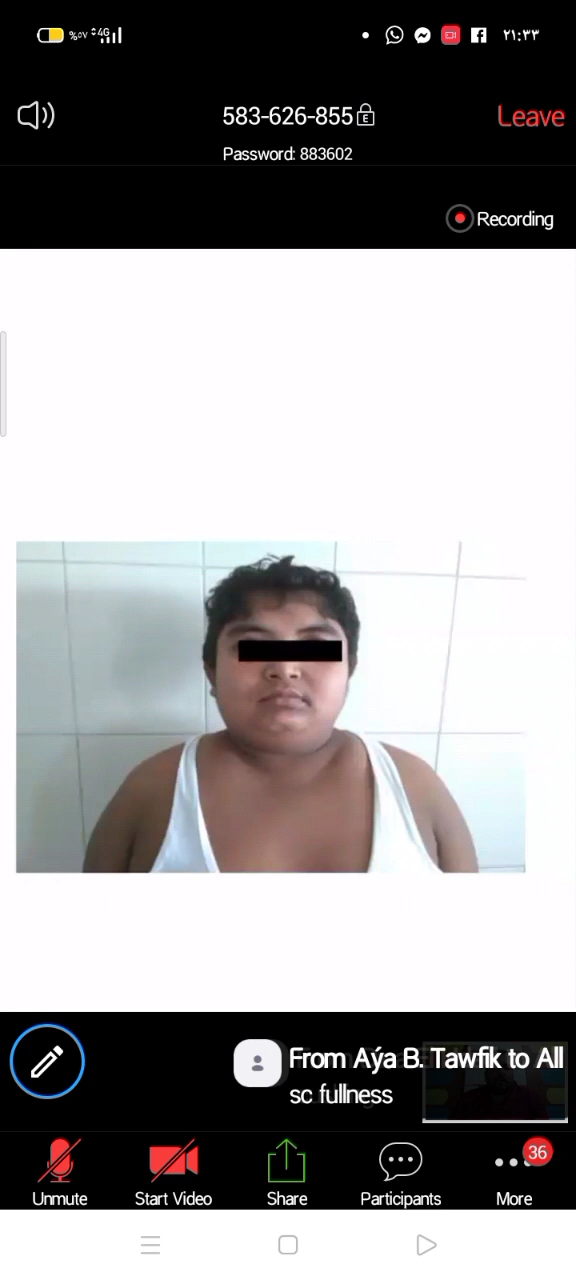 %٥٧ 4G ٢١:٣٣
583-626-855 Leave
Password: 883602
Recording
From Aýa B. Tawfik to All
sc fullness
36
Unmute Start Video Share Participants More